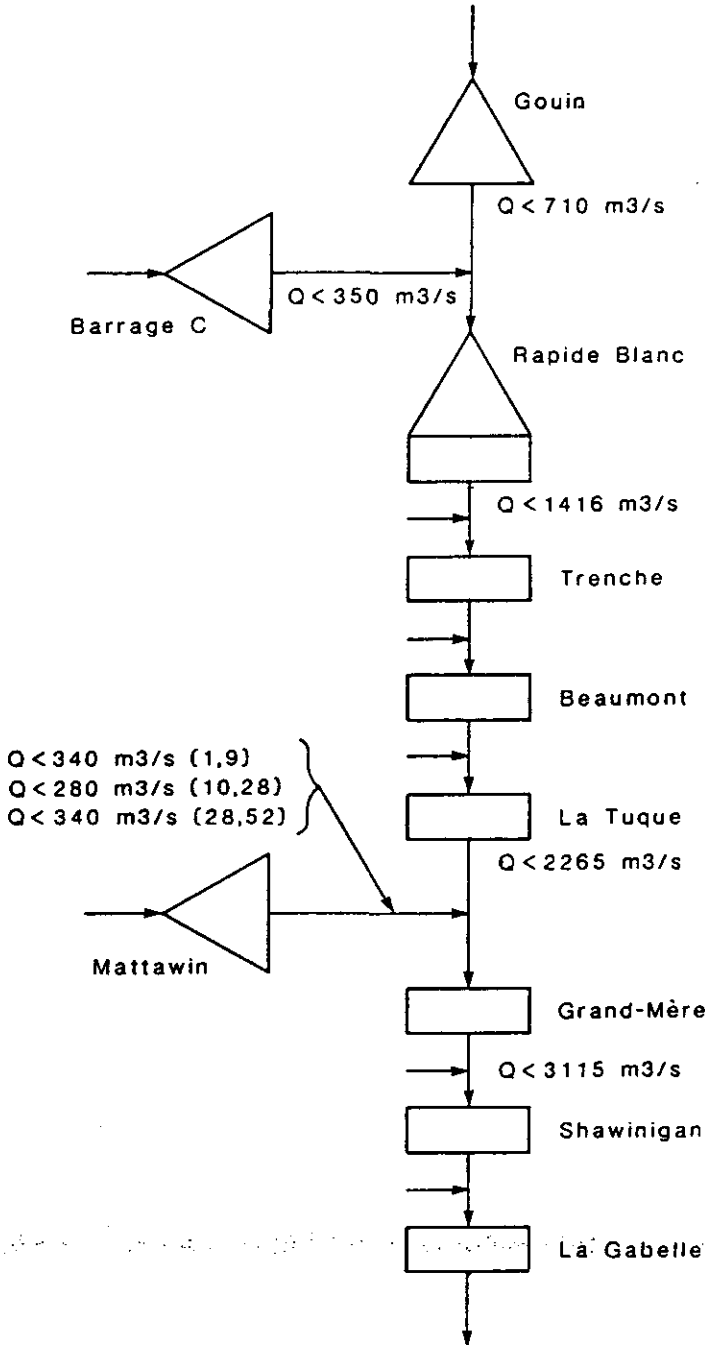 Gouin
Q<710 m3/s
Q<350 m3/s
Barrage C
Rapide Blanc
Q<1416 m3/s
Trenche
Beaumont
Q<340 m3/s (1,9)
Q<280 m3/s (10,28)
Q<340 m3/s (28,52)
La Tuque
Q<2265 m3/s
Mattawin
Grand-Mère
Q<3115 m3/s
Shawinigan
La Gabelle